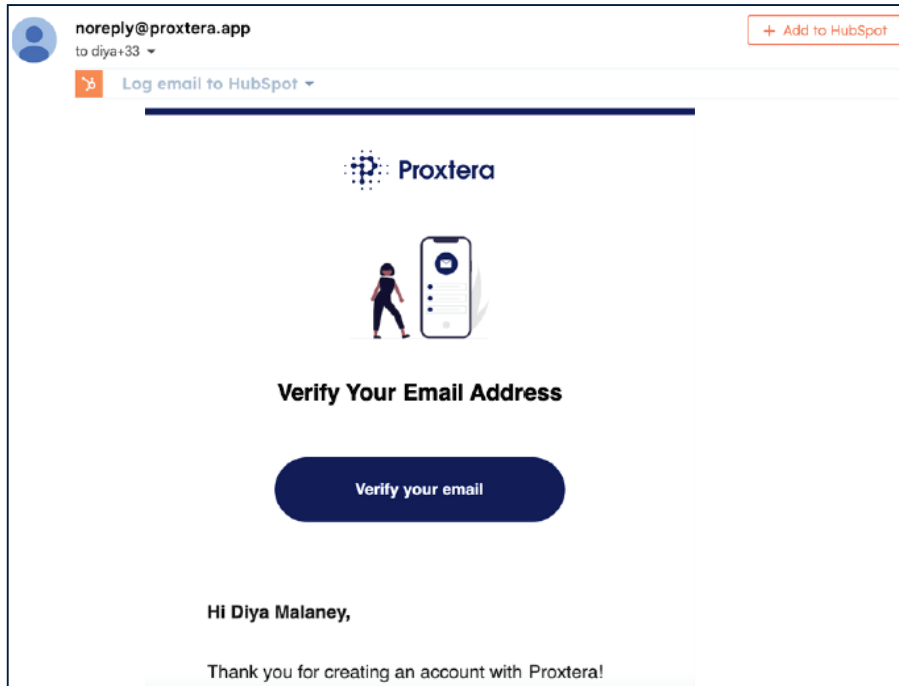 noreply@proxtera.app
+ Add to HubSpot
to diya+33
Log email to HubSpot
Proxtera
Verify Your Email Address
Verify your email
Hi Diya Malaney,
Thank you for creating an account with Proxtera!